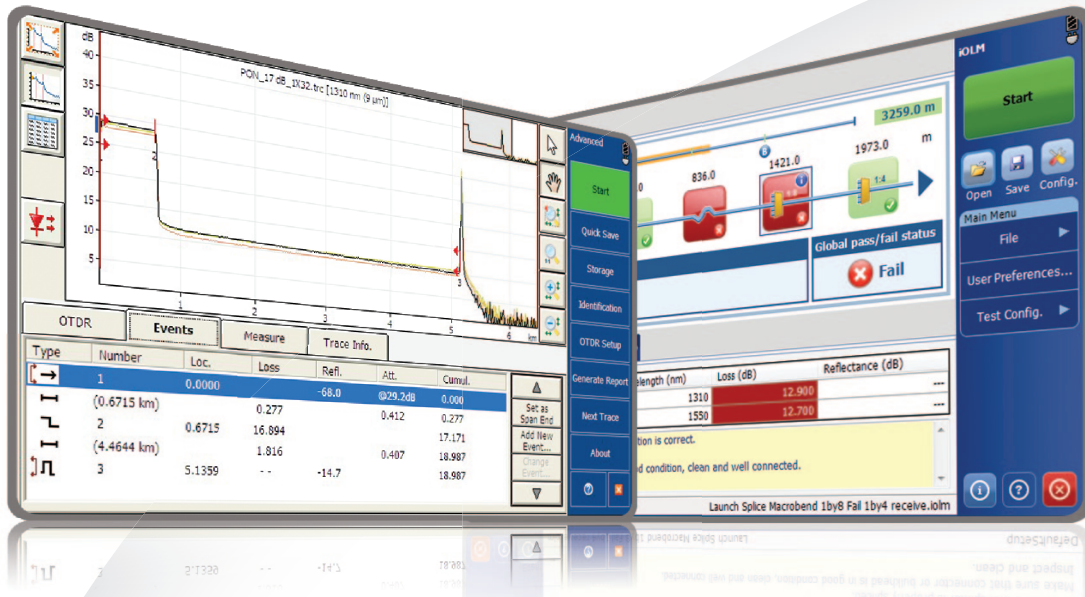 dB
40
35
30
25
20
15
10
5
PON_17 dB_1X32.trc [1310 nm (9 µm)]
2
3
1
2
3
4
5
6
km
OTDR
Events
Measure
Trace Info.
Type Number Loc. Loss Refl. Att. Cumul.
1 0.0000 -68.0 @29.2dB 0.000
(0.6715 km) 0.277 0.412 0.277
2 0.6715 16.894 17.171
(4.4644 km) 1.816 0.407 18.987
3 5.1359 -- -14.7 18.987
Set as
Span End
Add New
Event...
Change
Event...
Advanced
Start
Quick Save
Storage
Identification
OTDR Setup
Generate Report
Next Trace
About
iOLM
Start
Open Save Config.
Main Menu
File
User Preferences...
Test Config.
3259.0 m
B
836.0
1421.0
1973.0
m
1:4
Global pass/fail status
Fail
elength (nm) Loss (dB) Reflectance (dB)
1310 12.900 ---
1550 12.700 ---
tion is correct.
d condition, clean and well connected.
Launch Splice Macrobend 1by8 Fail 1by4 receive.iolm